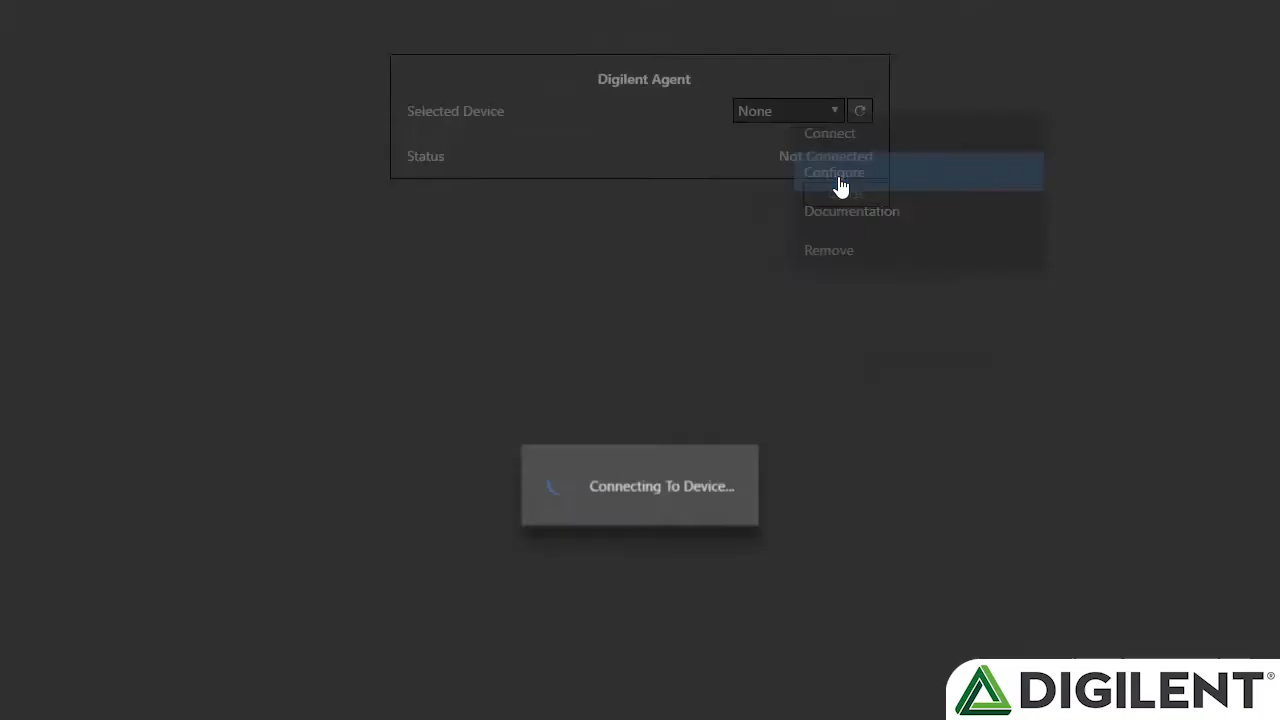 Digilent Agent
Selected Device
None
Connect
Status
Not Connected
Configure
Documentation
Remove
Connecting To Device...
DIGILENT®